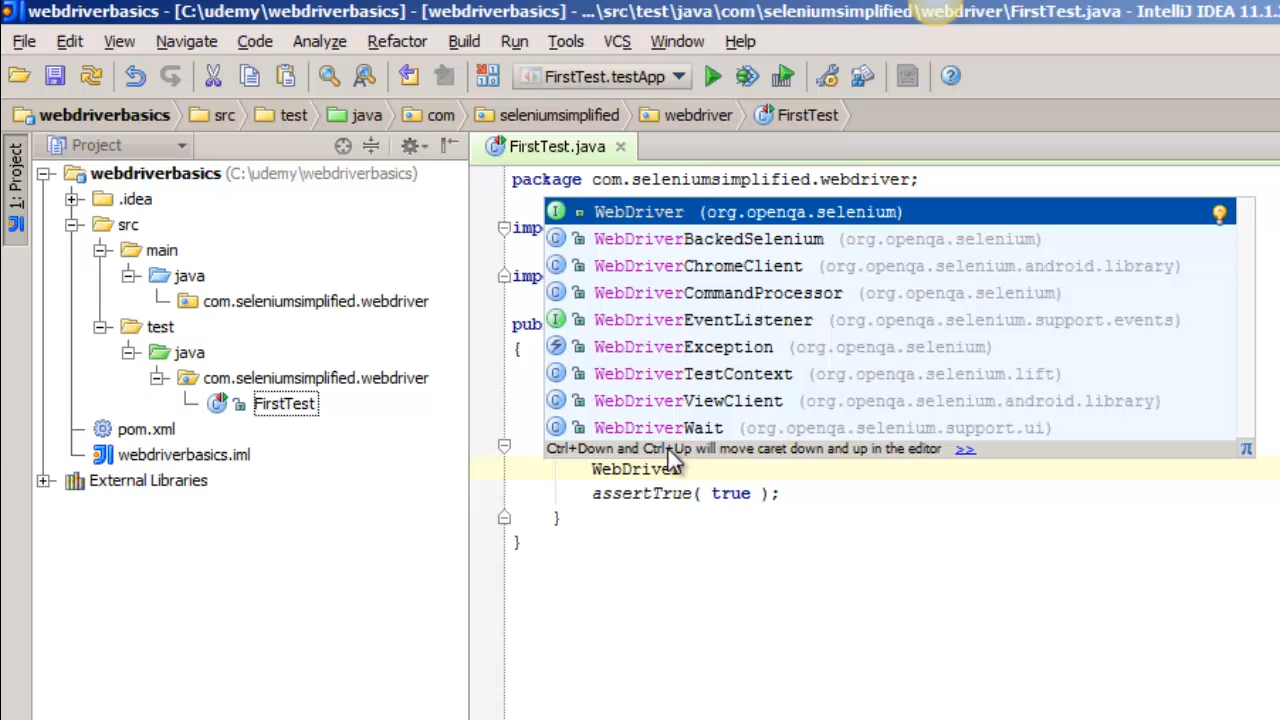 webdriverbasics - [C:\udemy\webdriverbasics] - [webdriverbasics] - ...\src\test\java\com\seleniumsimplified\webdriver\FirstTest.java - IntelliJ IDEA 11.1.
File Edit View Navigate Code Analyze Refactor Build Run Tools VCS Window Help
FirstTest.testApp
webdriverbasics src test java com seleniumsimplified webdriver FirstTest
1: Project
Project
FirstTest.java
webdriverbasics (C:\udemy\webdriverbasics)
.idea
src
main
java
com.seleniumsimplified.webdriver
test
java
com.seleniumsimplified.webdriver
FirstTest
pom.xml
webdriverbasics.iml
External Libraries
package com.seleniumsimplified.webdriver;
imp
imp
pub
{
WebDriver (org.openqa.selenium)
WebDriverBackedSelenium (org.openqa.selenium)
WebDriverChromeClient (org.openqa.selenium.android.library)
WebDriverCommandProcessor (org.openqa.selenium)
WebDriverEventListener (org.openqa.selenium.support.events)
WebDriverException (org.openqa.selenium)
WebDriverTestContext (org.openqa.selenium.lift)
WebDriverViewClient (org.openqa.selenium.android.library)
WebDriverWait (org.openqa.selenium.support.ui)
Ctrl+Down and Ctrl+Up will move caret down and up in the editor >>
π
WebDriver
assertTrue( true );
}
}